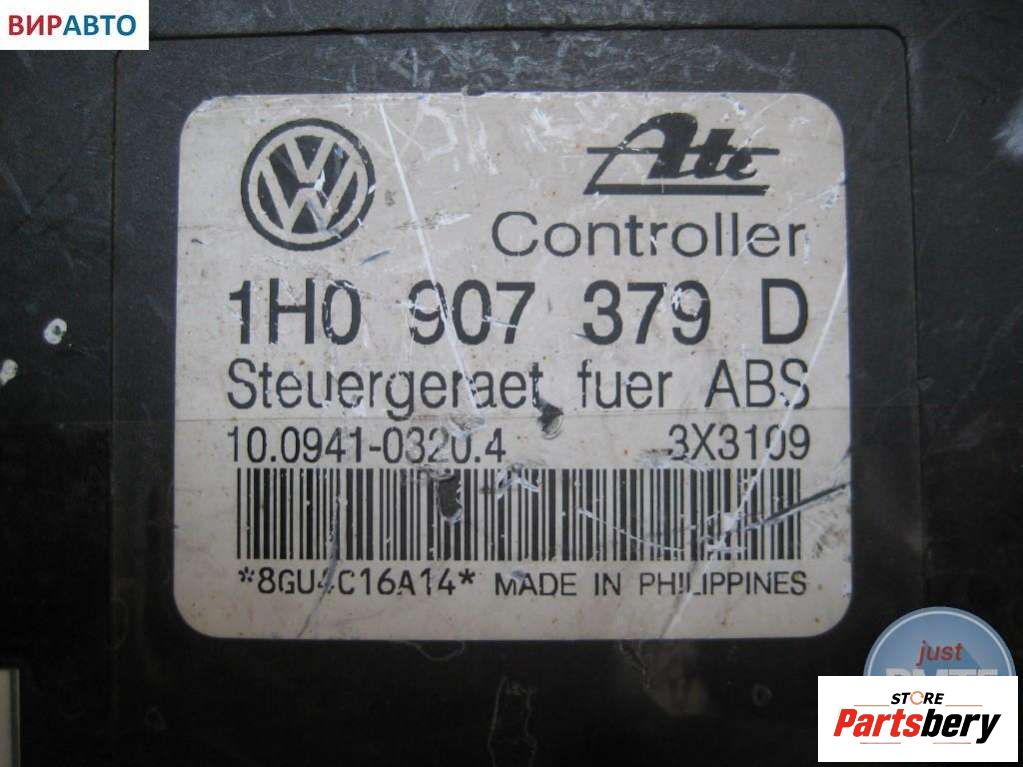 ВИРАВТО
Ate
Controller
1H0 907 379 D
Steuergeraet fuer ABS
10.0941-0320.4 3X3109
*8GU4C16A14* MADE IN PHILIPPINES
just
STORE
Partsbery